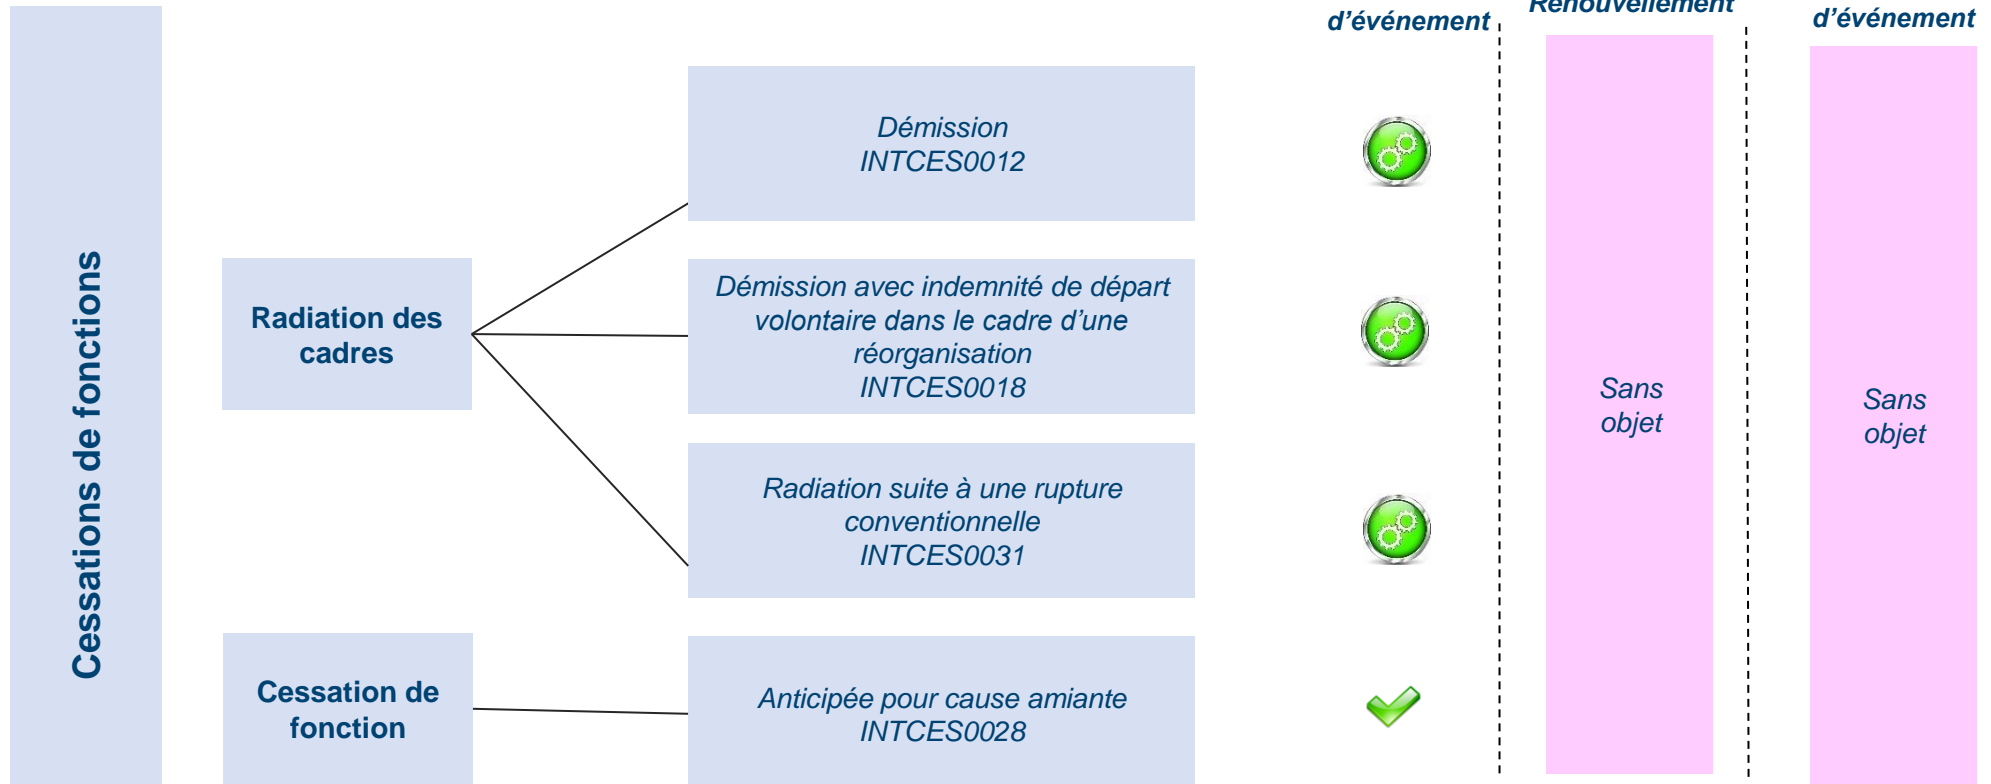 d’événement
Renouvellement
d’événement
Cessations de fonctions
Radiation des
cadres
Démission
INTCES0012
Démission avec indemnité de départ
volontaire dans le cadre d’une
réorganisation
INTCES0018
Radiation suite à une rupture
conventionnelle
INTCES0031
Cessation de
fonction
Anticipée pour cause amiante
INTCES0028
Sans
objet
Sans
objet